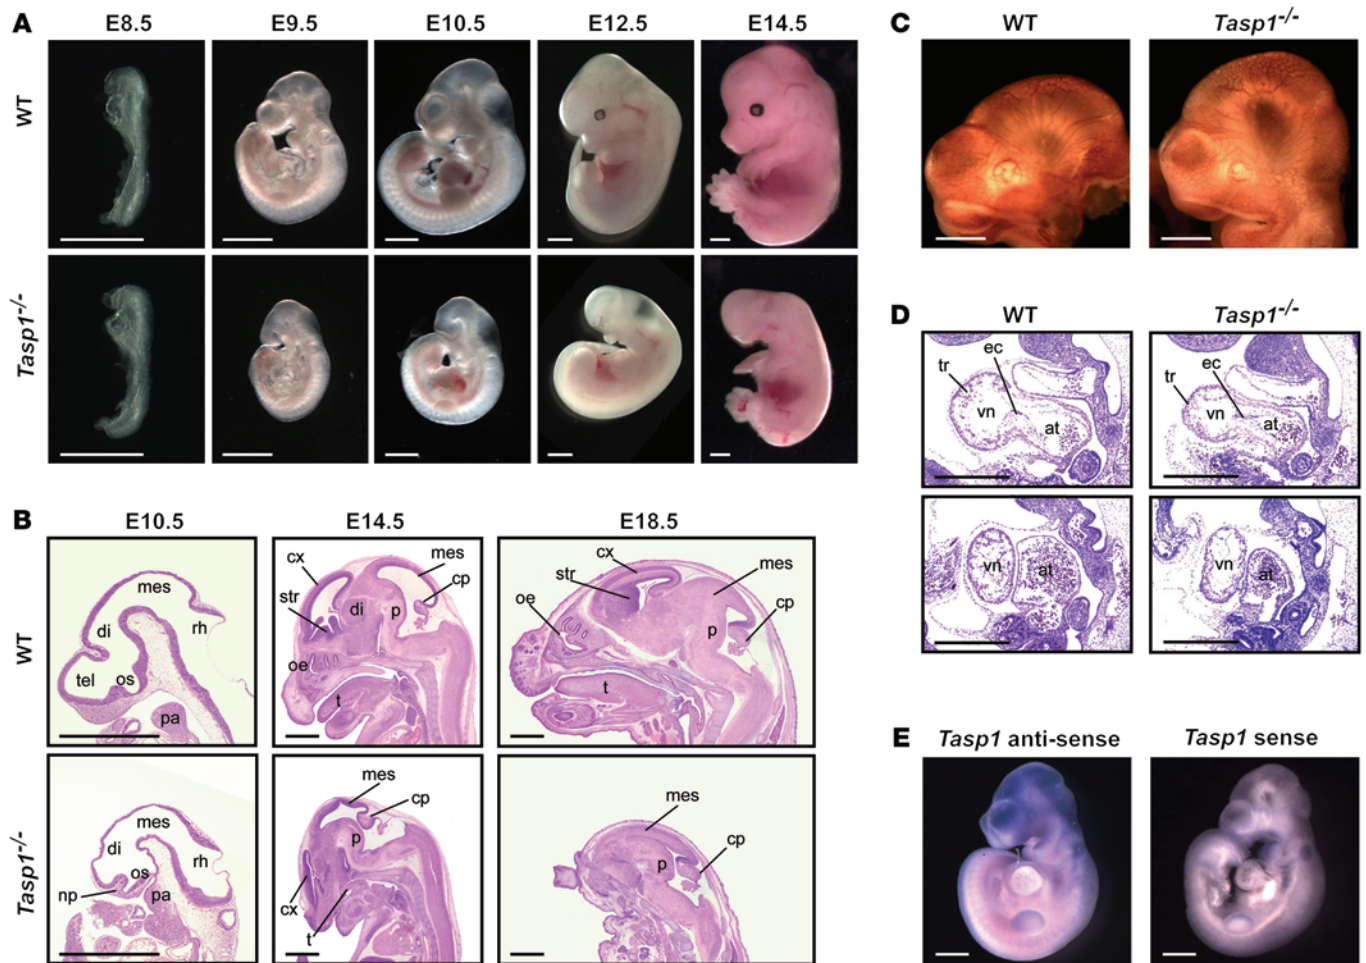 A E8.5 E9.5 E10.5 E12.5 E14.5
WT
Tasp1-/-
B E10.5 E14.5 E18.5
WT
mes
di
rh
tel
os
pa
cx
mes
cp
str
di
p
oe
t
cx
mes
str
oe
cp
p
t
Tasp1-/-
mes
di
rh
os
np
pa
mes
cp
p
cx
t
mes
cp
p
C WT Tasp1-/-
D WT Tasp1-/-
ec
tr
vn
at
ec
tr
vn
at
vn at
vn at
E Tasp1 anti-sense Tasp1 sense